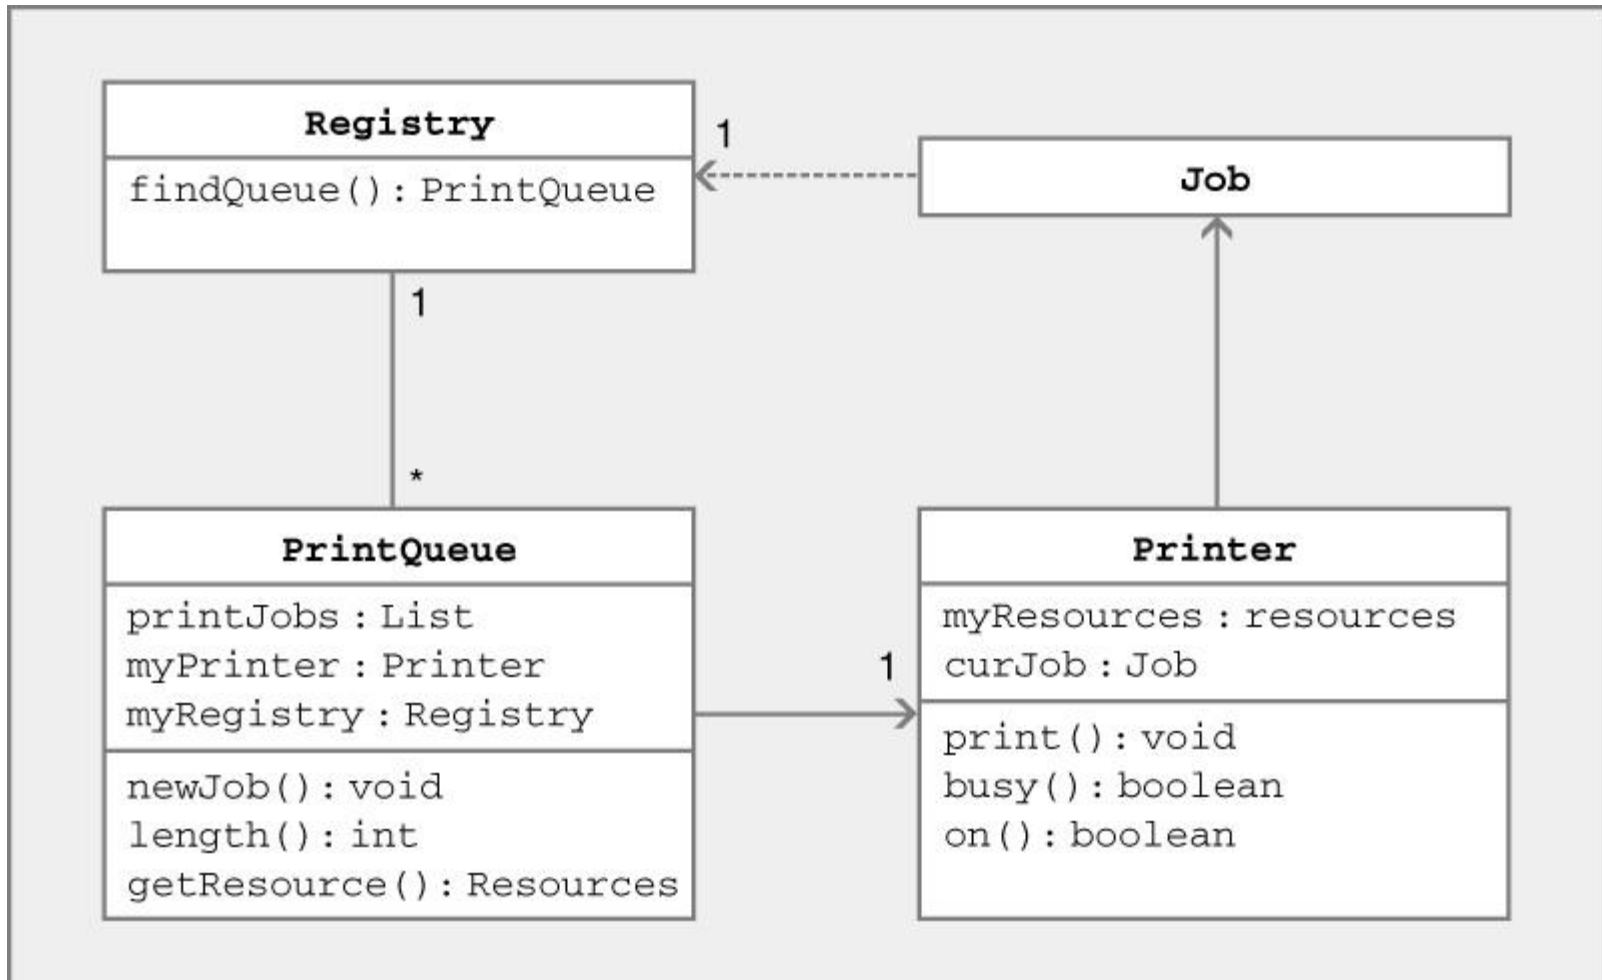 Registry
findQueue(): PrintQueue
1
Job
1
*
PrintQueue
printJobs : List
myPrinter : Printer
myRegistry : Registry
newJob(): void
length(): int
getResource(): Resources
1
Printer
myResources : resources
curJob : Job
print(): void
busy(): boolean
on(): boolean